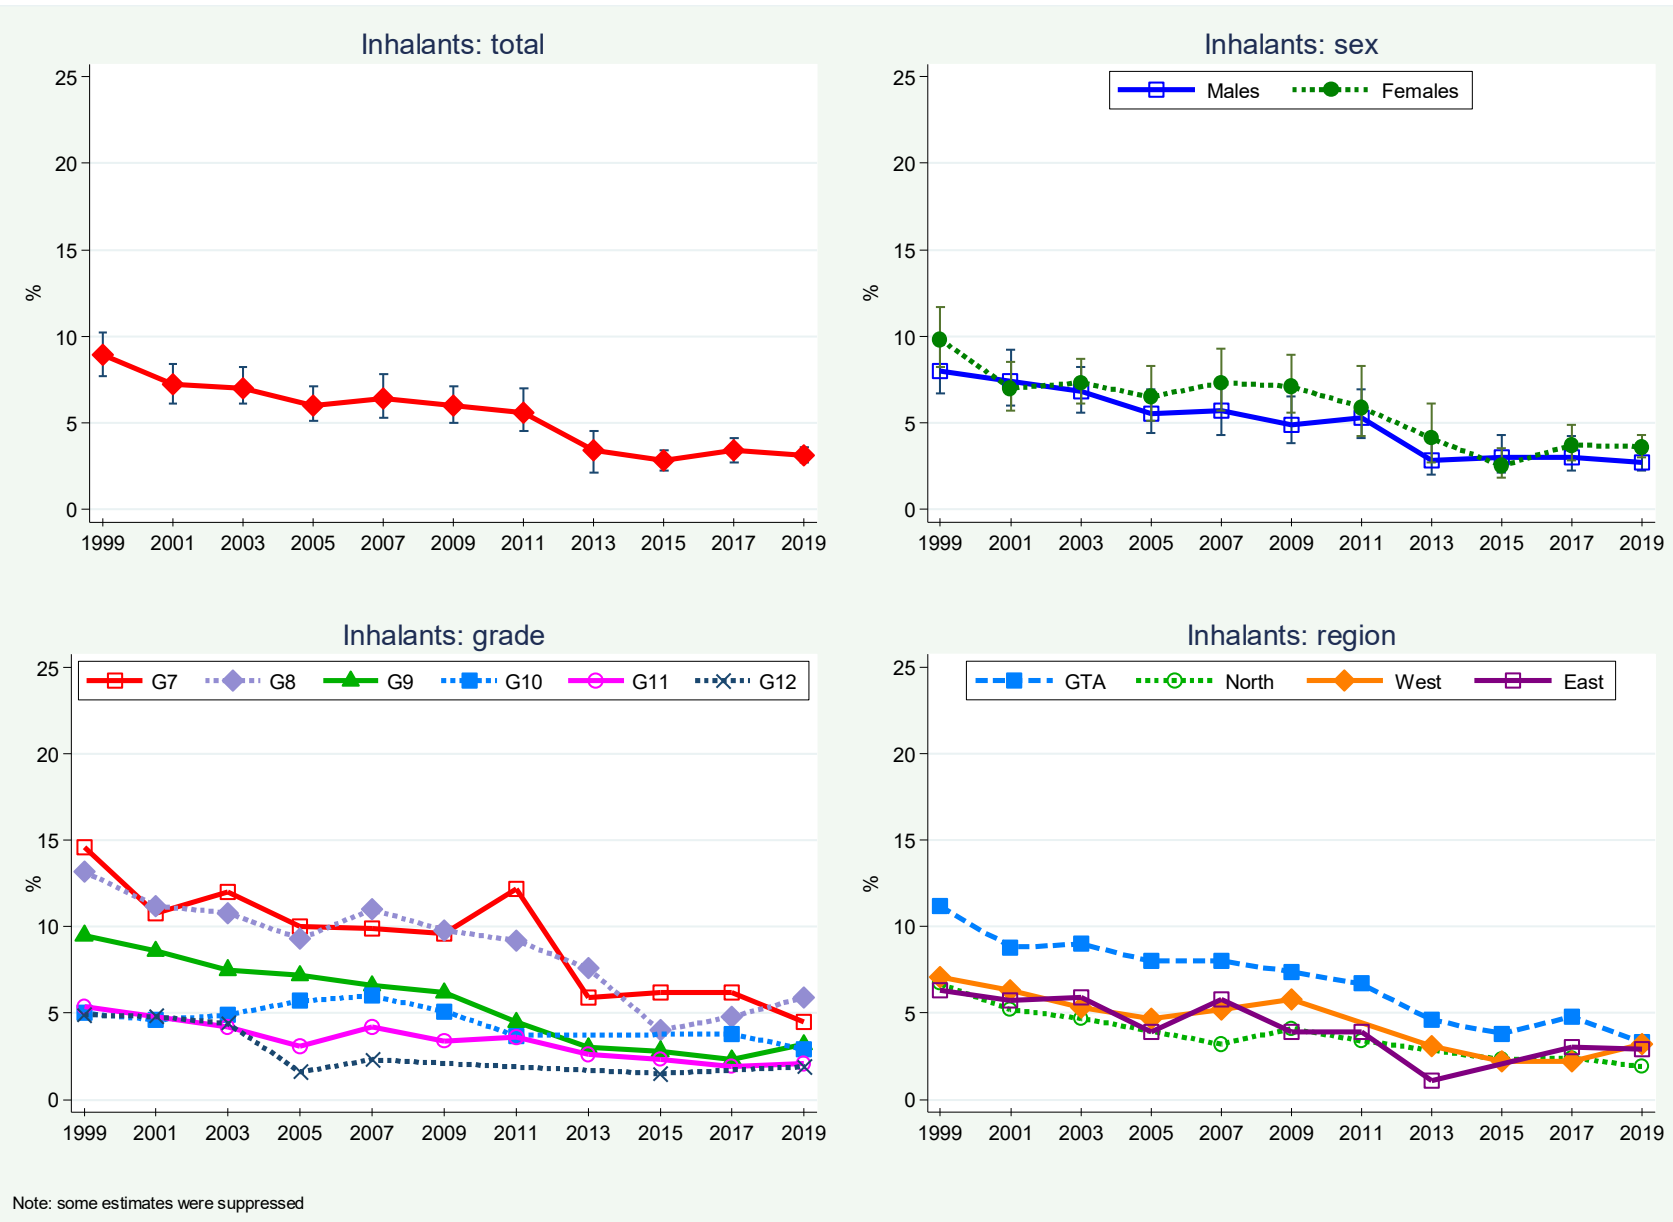 Inhalants: total
25
20
15
10
5
0
%
1999 2001 2003 2005 2007 2009 2011 2013 2015 2017 2019
Inhalants: sex
Males Females
25
20
15
10
5
0
%
1999 2001 2003 2005 2007 2009 2011 2013 2015 2017 2019
Inhalants: grade
G7 G8 G9 G10 G11 G12
25
20
15
10
5
0
%
1999 2001 2003 2005 2007 2009 2011 2013 2015 2017 2019
Inhalants: region
GTA North West East
25
20
15
10
5
0
%
1999 2001 2003 2005 2007 2009 2011 2013 2015 2017 2019
Note: some estimates were suppressed